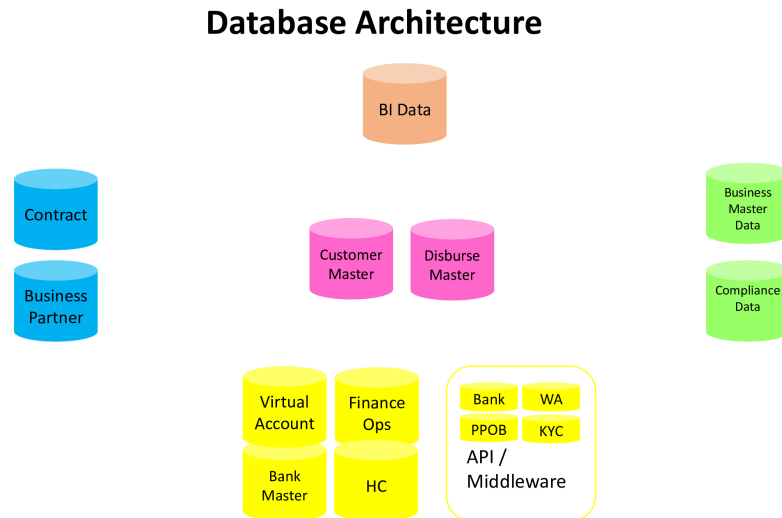 Database Architecture
BI Data
Contract
Business
Partner
Customer
Master
Disburse
Master
Business
Master
Data
Compliance
Data
Virtual
Account
Finance
Ops
Bank
Master
HC
Bank
WA
PPOB
KYC
API /
Middleware